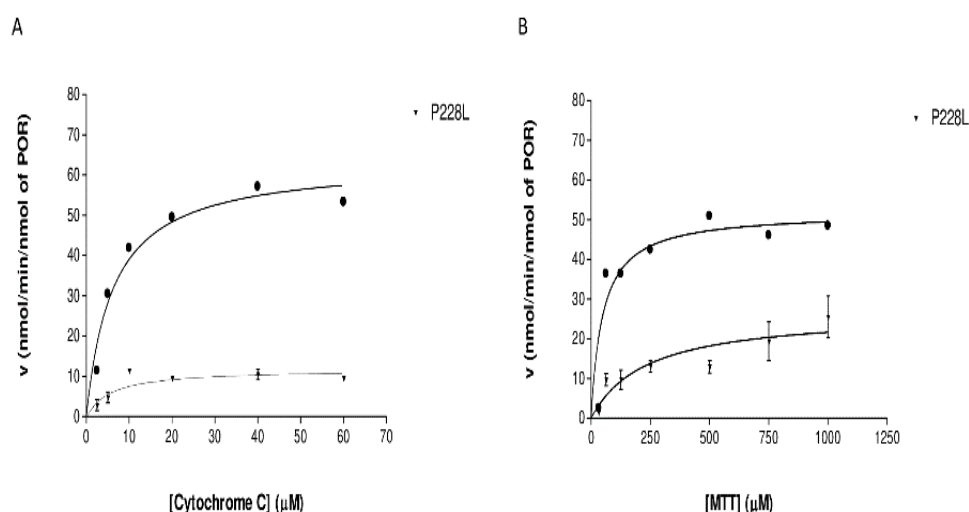 A
B
80
70
60
50
40
30
20
10
0
0 10 20 30 40 50 60 70
v (nmol/min/nmol of POR)
[Cytochrome C] (µM)
P228L
80
70
60
50
40
30
20
10
0
0 250 500 750 1000 1250
v (nmol/min/nmol of POR)
[MTT] (µM)
P228L